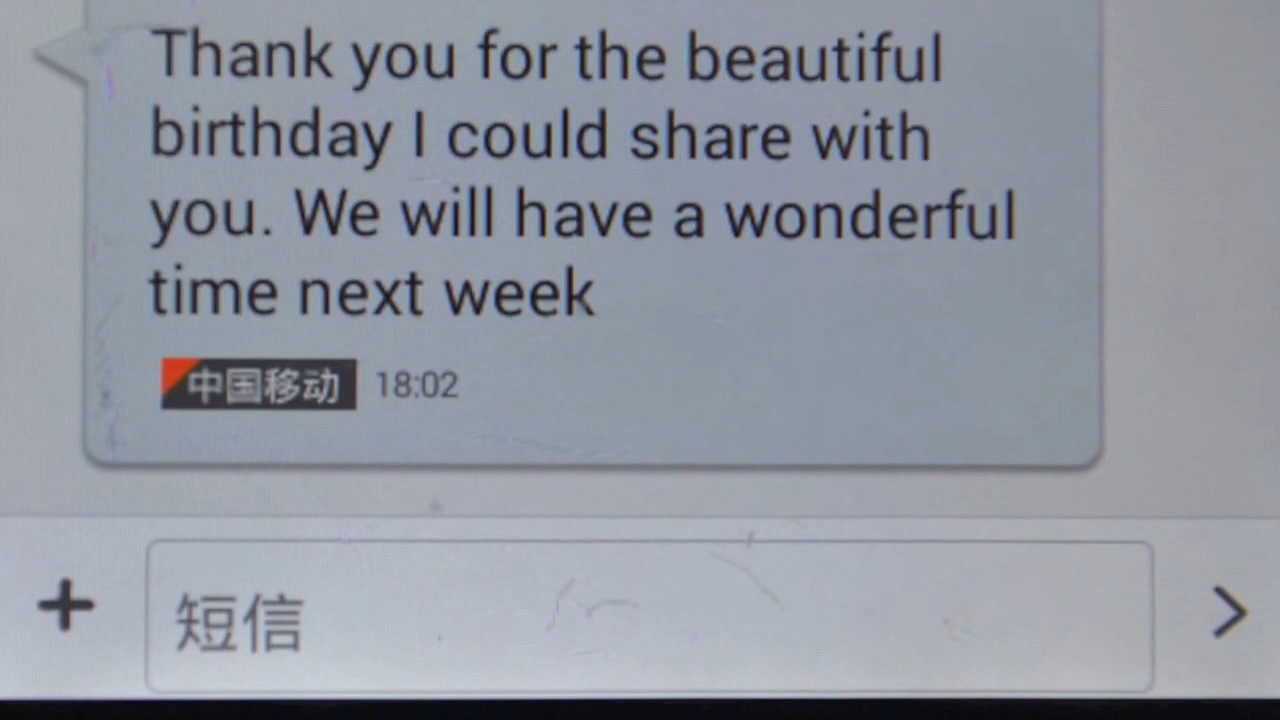 Thank you for the beautiful
birthday I could share with
you. We will have a wonderful
time next week
中国移动 18:02
短信